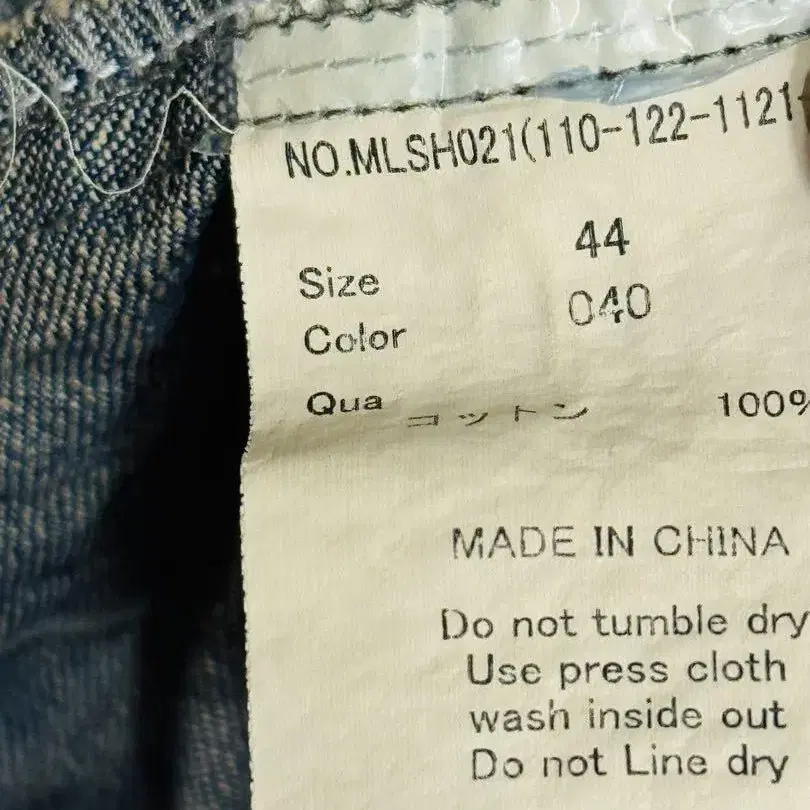 NO.MLSH021(110-122-1121-
44
Size
040
Color
Qua コットン 100%
MADE IN CHINA
Do not tumble dry
Use press cloth
wash inside out
Do not Line dry